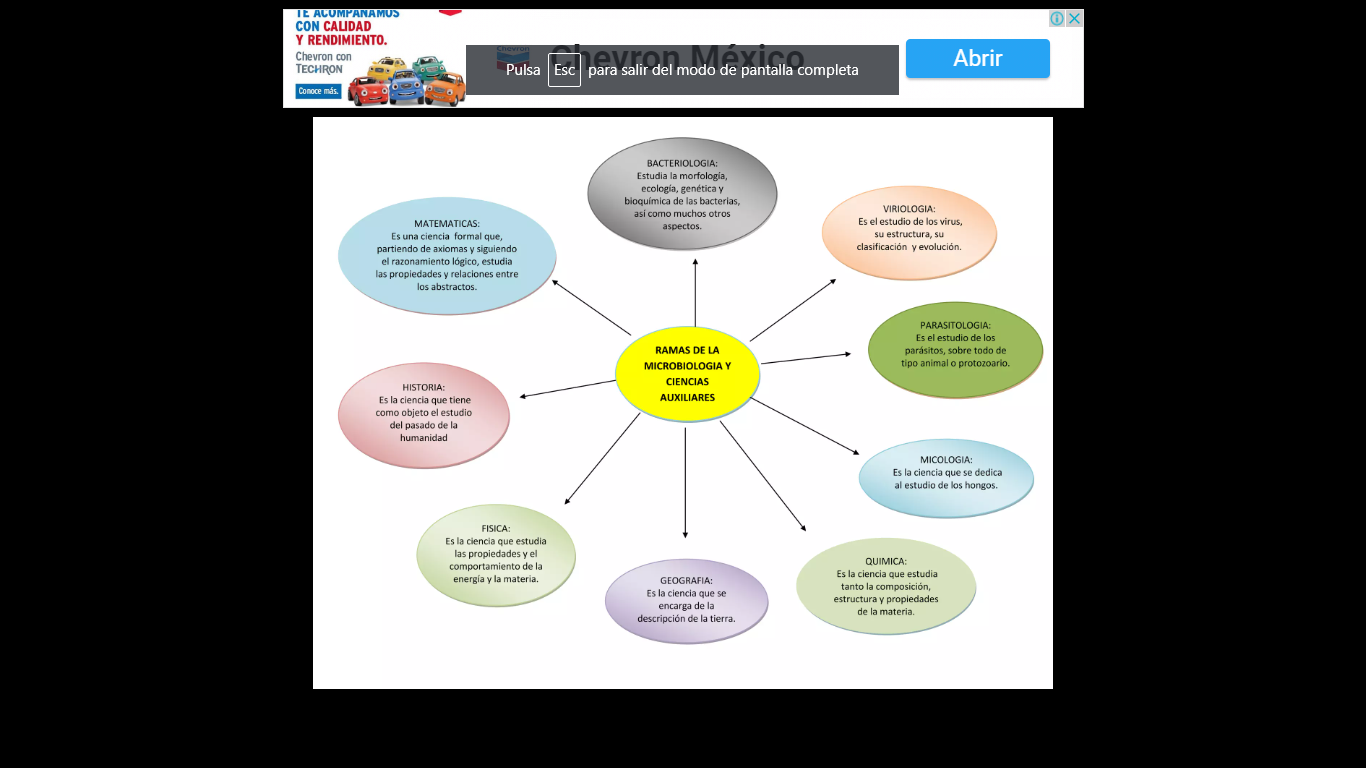 TE ACOMPAÑAMOS
CON CALIDAD
Y RENDIMIENTO.
Chevron con
TECHRON
Conoce más.
Chevron
Chevron México
Pulsa Esc para salir del modo de pantalla completa
Abrir
BACTERIOLOGIA:
Estudia la morfología,
ecología, genética y
bioquímica de las bacterias,
así como muchos otros
aspectos.
VIRIOLOGIA:
Es el estudio de los virus,
su estructura, su
clasificación y evolución.
MATEMATICAS:
Es una ciencia formal que,
partiendo de axiomas y siguiendo
el razonamiento lógico, estudia
las propiedades y relaciones entre
los abstractos.
PARASITOLOGIA:
Es el estudio de los
parásitos, sobre todo de
tipo animal o protozoario.
RAMAS DE LA
MICROBIOLOGIA Y
CIENCIAS
AUXILIARES
HISTORIA:
Es la ciencia que tiene
como objeto el estudio
del pasado de la
humanidad
MICOLOGIA:
Es la ciencia que se dedica
al estudio de los hongos.
FISICA:
Es la ciencia que estudia
las propiedades y el
comportamiento de la
energía y la materia.
GEOGRAFIA:
Es la ciencia que se
encarga de la
descripción de la tierra.
QUIMICA:
Es la ciencia que estudia
tanto la composición,
estructura y propiedades
de la materia.